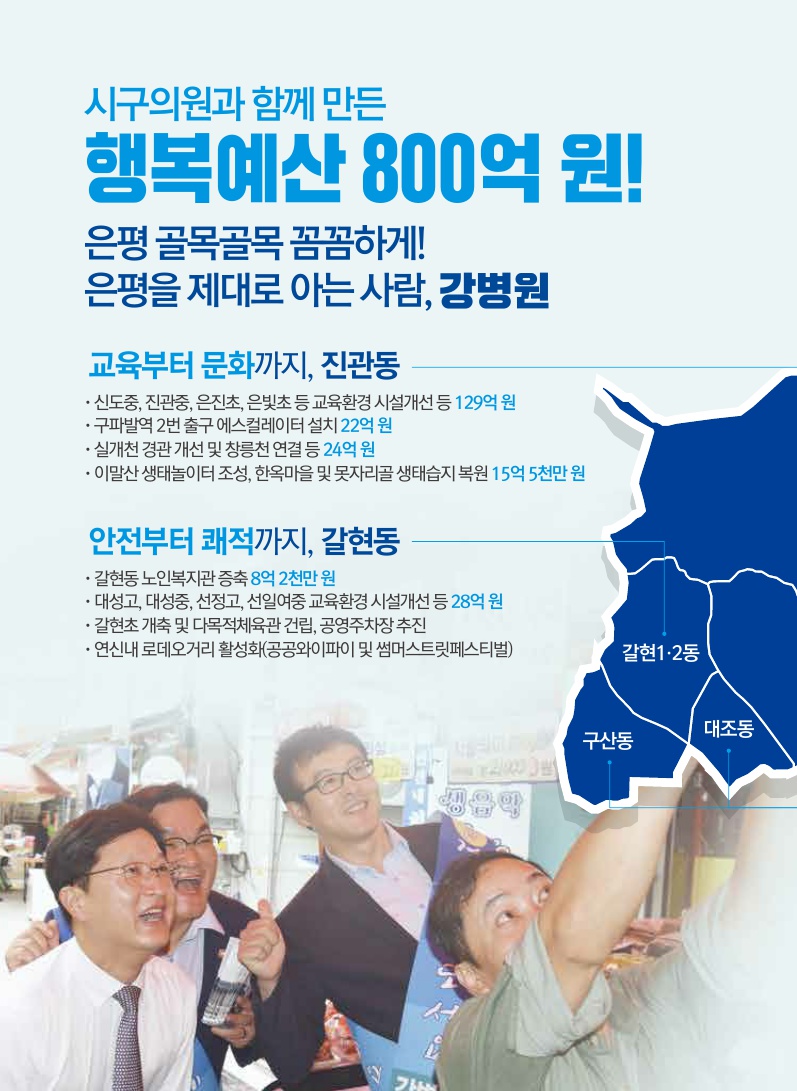 시구의원과 함께 만든
행복예산 800억 원!
은평 골목골목 꼼꼼하게!
은평을 제대로 아는 사람, 강병원
교육부터 문화까지, 진관동
· 신도중, 진관중, 은진초, 은빛초 등 교육환경 시설개선 등 129억 원
· 구파발역 2번 출구 에스컬레이터 설치 22억 원
· 실개천 경관 개선 및 창릉천 연결 등 24억 원
· 이말산 생태놀이터 조성, 한옥마을 및 못자리골 생태습지 복원 15억 5천만 원
안전부터 쾌적까지, 갈현동
· 갈현동 노인복지관 증축 8억 2천만 원
· 대성고, 대성중, 선정고, 선일여중 교육환경 시설개선 등 28억 원
· 갈현초 개축 및 다목적체육관 건립, 공영주차장 추진
· 연신내 로데오거리 활성화(공공와이파이 및 썸머스트릿페스티벌)
갈현1·2동
구산동
대조동